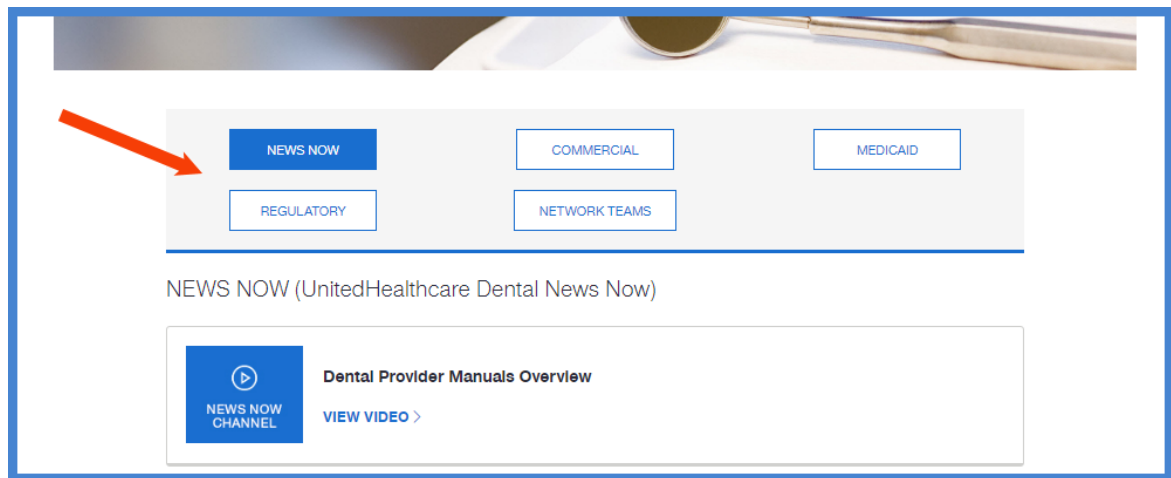 NEWS NOW
COMMERCIAL
MEDICAID
REGULATORY
NETWORK TEAMS
NEWS NOW (UnitedHealthcare Dental News Now)
NEWS NOW
CHANNEL
Dental Provider Manuals Overview
VIEW VIDEO >